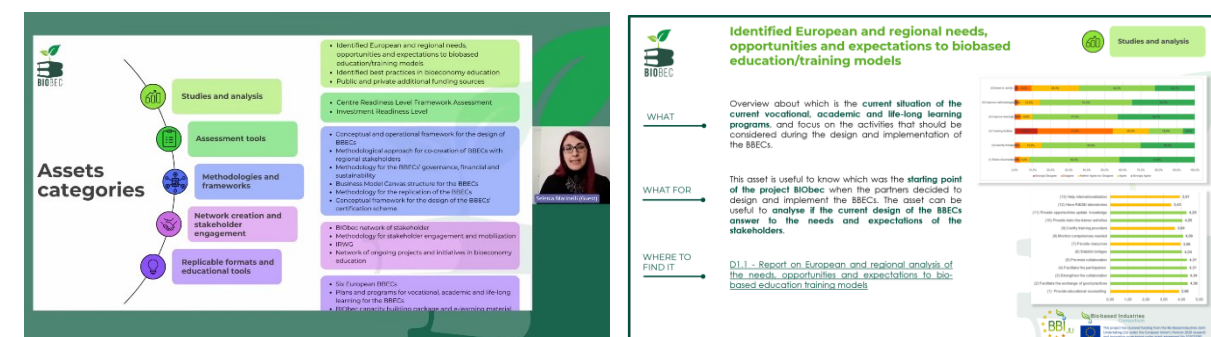 BIOBEC
Assets
categories
Studies and analysis
Assessment tools
Methodologies and
frameworks
Network creation and
stakeholder
engagement
Replicable formats and
educational tools
• Identified European and regional needs,
opportunities and expectations to biobased
education/training models
• Identified best practices in bioeconomy education
• Public and private additional funding sources
• Centre Readiness Level Framework Assessment
• Investment Readiness Level
• Conceptual and operational framework for the design of
BBECs
• Methodological approach for co-creation of BBECs with
regional stakeholders
• Methodology for the BBECs' governance, financial and
sustainability
• Business Model Canvas structure for the BBECs
• Methodology for the replication of the BBECs
• Conceptual framework for the design of the BBECs'
certification scheme
• BIObec network of stakeholder
• Methodology for stakeholder engagement and mobilization
• IRWG
• Network of ongoing projects and initiatives in bioeconomy
education
• Six European BBECs
• Plans and programs for vocational, academic and life-long
learning for the BBECs
• BIObec capacity building package and e-learning material
Selenia Marinelli (Guest)
BIOBEC
Identified European and regional needs,
opportunities and expectations to biobased
education/training models
Studies and analysis
WHAT
Overview about which is the current situation of the
current vocational, academic and life-long learning
programs, and focus on the activities that should be
considered during the design and implementation of
the BBECs.
WHAT FOR
This asset is useful to know which was the starting point
of the project BIObec when the partners decided to
design and implement the BBECs. The asset can be
useful to analyse if the current design of the BBECs
answer to the needs and expectations of the
stakeholders.
WHERE TO
FIND IT
D1.1 - Report on European and regional analysis of
the needs, opportunities and expectations to bio-
based education training models
BBI JU
Biobased Industries
Consortium